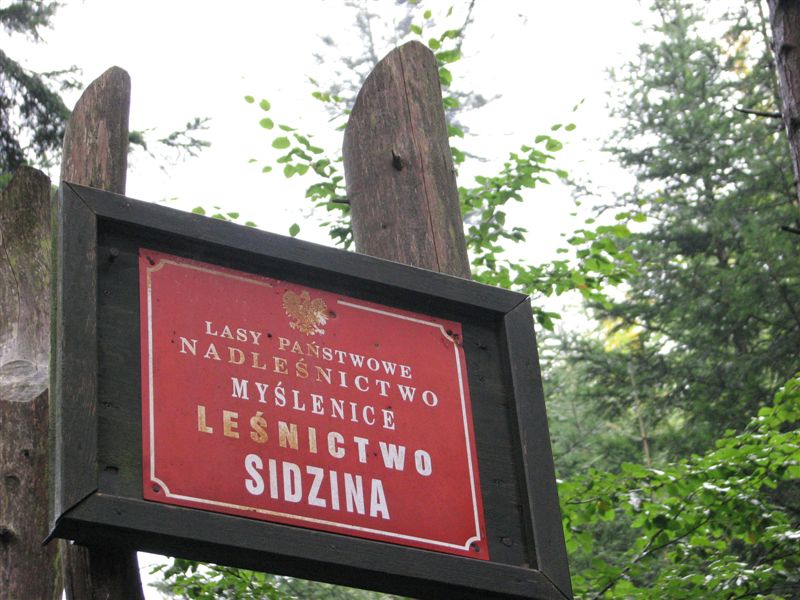 LASY PAŃSTWOWE
NADLEŚNICTWO
MYŚLENICE
LEŚNICTWO
SIDZINA